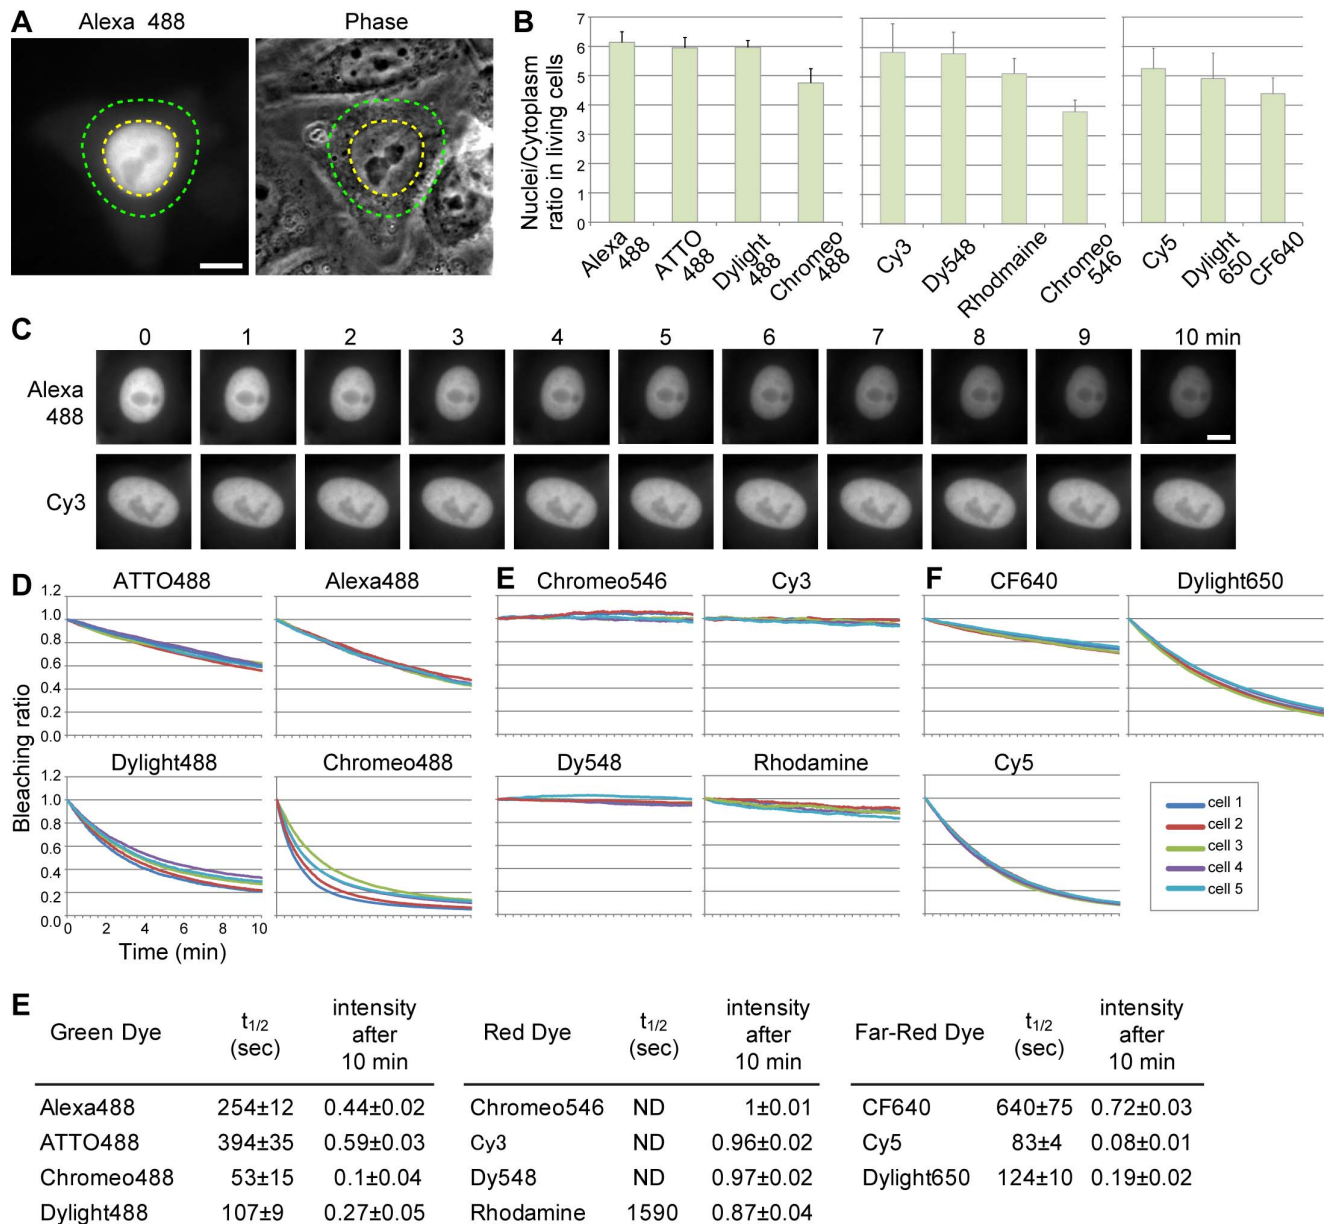 A
Alexa 488
Phase
B
Nuclei/Cytoplasm
ratio in living cells
7
6
5
4
3
2
1
0
Alexa
488
ATTO
488
Dylight
488
Chromeo
488
Cy3
Dy548
Rhodmaine
Chromeo
546
Cy5
Dylight
650
CF640
C
0 1 2 3 4 5 6 7 8 9 10 min
Alexa
488
Cy3
D
ATTO488
Alexa488
E
Chromeo546
Cy3
F
CF640
Dylight650
Bleaching ratio
1.2
1.0
0.8
0.6
0.4
0.2
0.0
Dylight488
Chromeo488
Dy548
Rhodamine
Cy5
1.2
1.0
0.8
0.6
0.4
0.2
0.0
0 2 4 6 8 10
Time (min)
cell 1
cell 2
cell 3
cell 4
cell 5
E
Green Dye t1/2 (sec) intensity after 10 min
Alexa488 254±12 0.44±0.02
ATTO488 394±35 0.59±0.03
Chromeo488 53±15 0.1±0.04
Dylight488 107±9 0.27±0.05
Red Dye t1/2 (sec) intensity after 10 min
Chromeo546 ND 1±0.01
Cy3 ND 0.96±0.02
Dy548 ND 0.97±0.02
Rhodamine 1590 0.87±0.04
Far-Red Dye t1/2 (sec) intensity after 10 min
CF640 640±75 0.72±0.03
Cy5 83±4 0.08±0.01
Dylight650 124±10 0.19±0.02